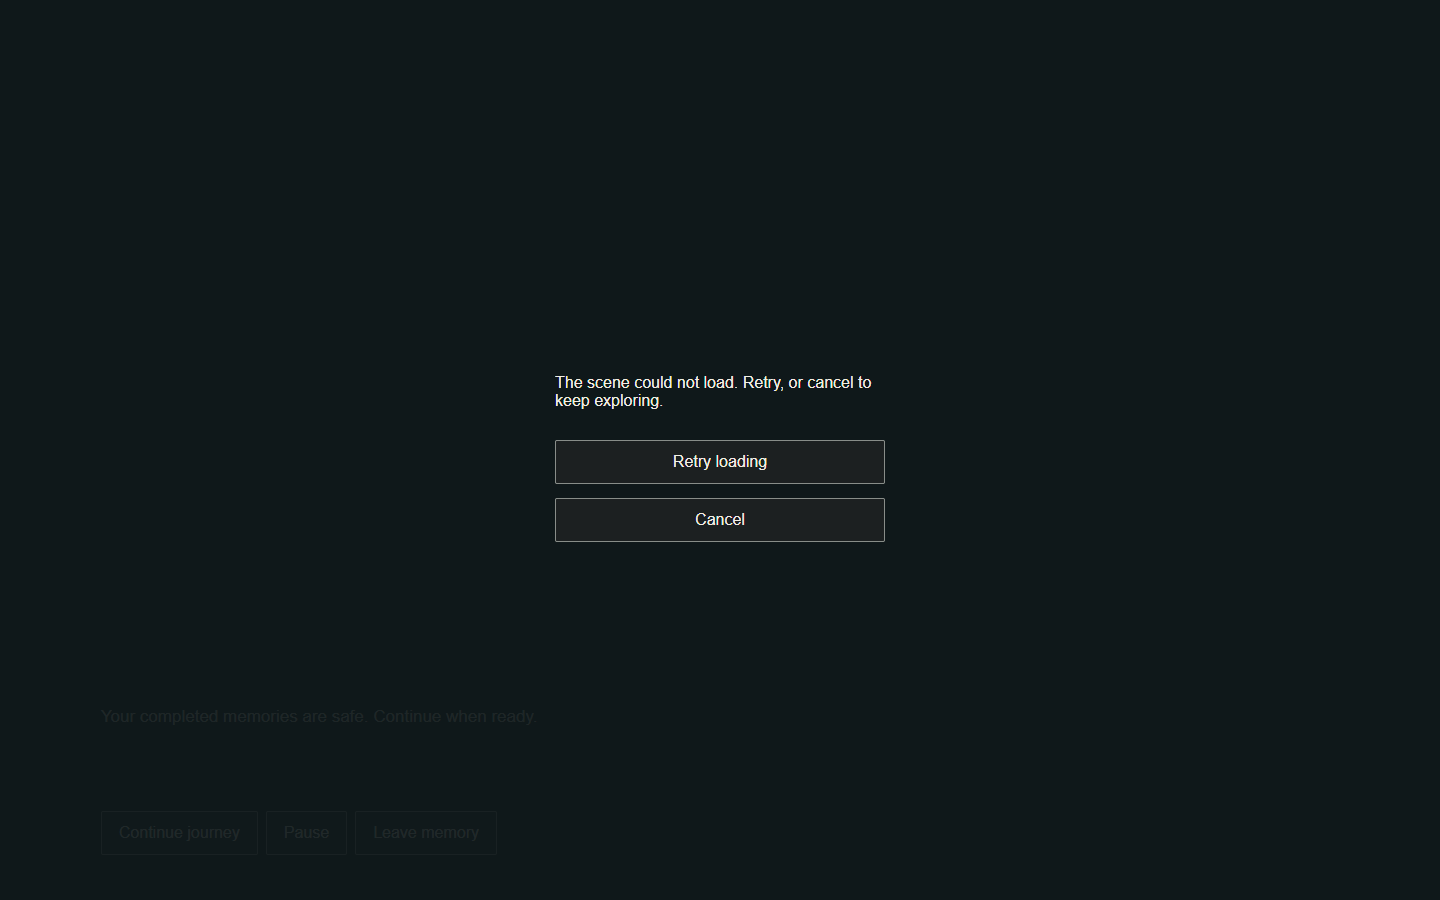 The scene could not load. Retry, or cancel to
keep exploring.
Retry loading
Cancel
Your completed memories are safe. Continue when ready.
Continue journey
Pause
Leave memory